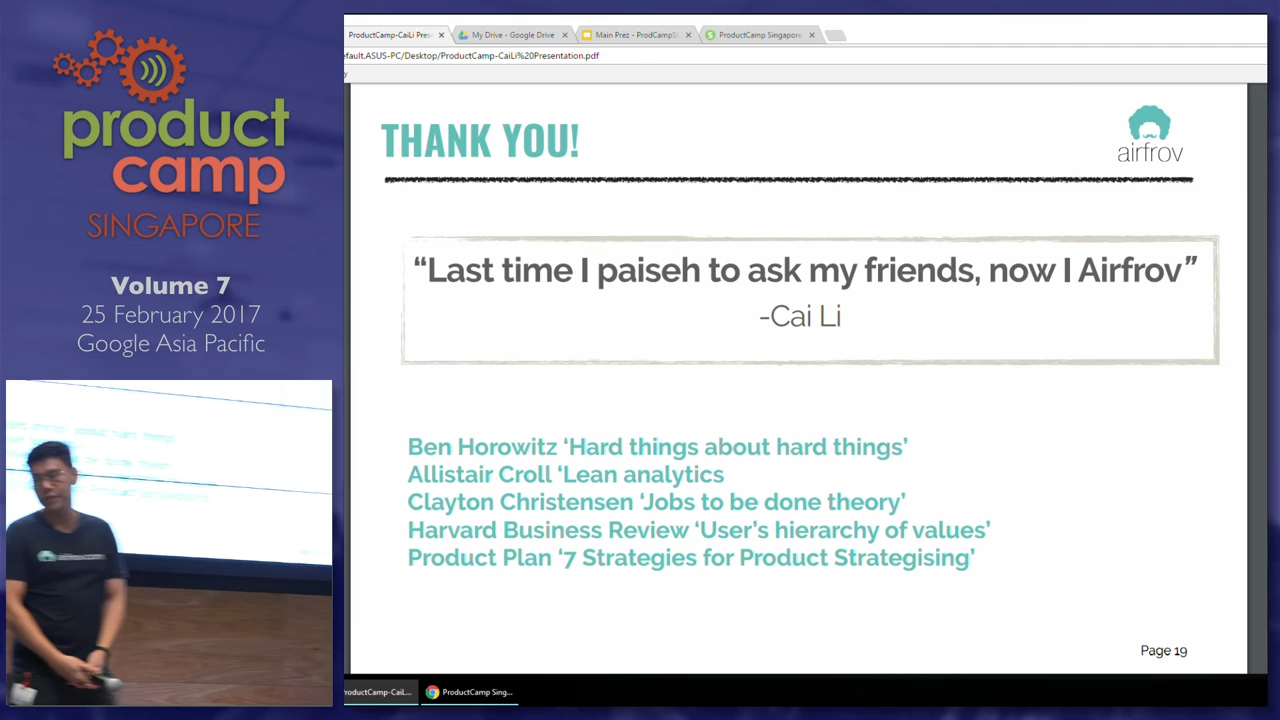 product
camp
SINGAPORE
Volume 7
25 February 2017
Google Asia Pacific
ProductCamp-CaiLi Pres
My Drive - Google Drive
Main Prez - ProdCampS
ProductCamp Singapore
efault.ASUS-PC/Desktop/ProductCamp-CaiLi%20Presentation.pdf
THANK YOU!
airfrov
“Last time I paiseh to ask my friends, now I Airfrov”
-Cai Li
Ben Horowitz ‘Hard things about hard things’
Allistair Croll ‘Lean analytics
Clayton Christensen ‘Jobs to be done theory’
Harvard Business Review ‘User’s hierarchy of values’
Product Plan ‘7 Strategies for Product Strategising’
Page 19
ProductCamp-CaiL...
ProductCamp Sing...